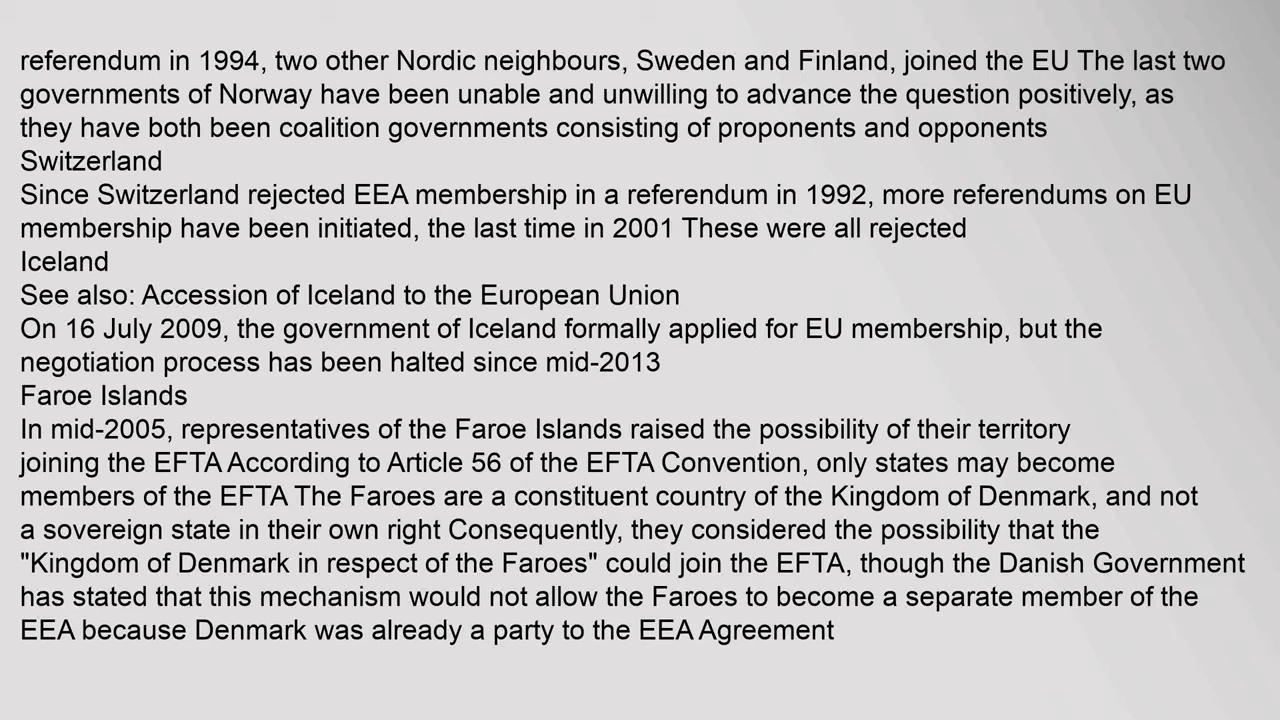 referendum in 1994, two other Nordic neighbours, Sweden and Finland, joined the EU The last two
governments of Norway have been unable and unwilling to advance the question positively, as
they have both been coalition governments consisting of proponents and opponents
Switzerland
Since Switzerland rejected EEA membership in a referendum in 1992, more referendums on EU
membership have been initiated, the last time in 2001 These were all rejected
Iceland
See also: Accession of Iceland to the European Union
On 16 July 2009, the government of Iceland formally applied for EU membership, but the
negotiation process has been halted since mid-2013
Faroe Islands
In mid-2005, representatives of the Faroe Islands raised the possibility of their territory
joining the EFTA According to Article 56 of the EFTA Convention, only states may become
members of the EFTA The Faroes are a constituent country of the Kingdom of Denmark, and not
a sovereign state in their own right Consequently, they considered the possibility that the
"Kingdom of Denmark in respect of the Faroes" could join the EFTA, though the Danish Government
has stated that this mechanism would not allow the Faroes to become a separate member of the
EEA because Denmark was already a party to the EEA Agreement